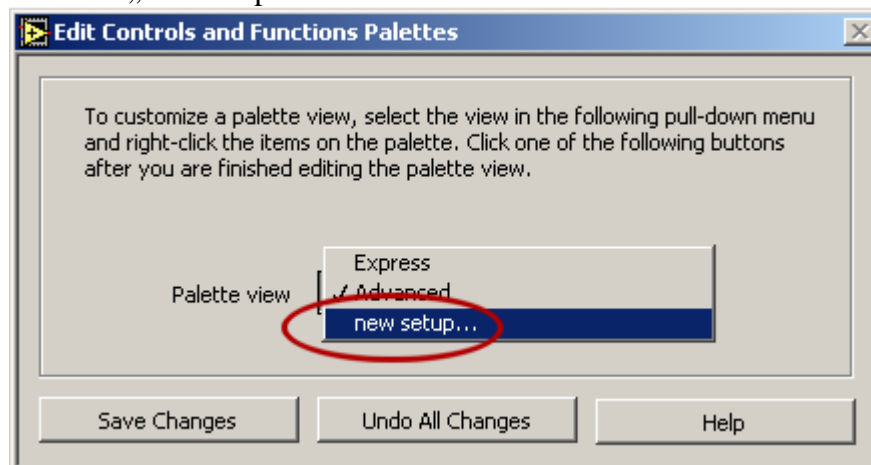 Edit Controls and Functions Palettes
To customize a palette view, select the view in the following pull-down menu
and right-click the items on the palette. Click one of the following buttons
after you are finished editing the palette view.
Express
Palette view ✓ Advanced
new setup...
Save Changes Undo All Changes Help